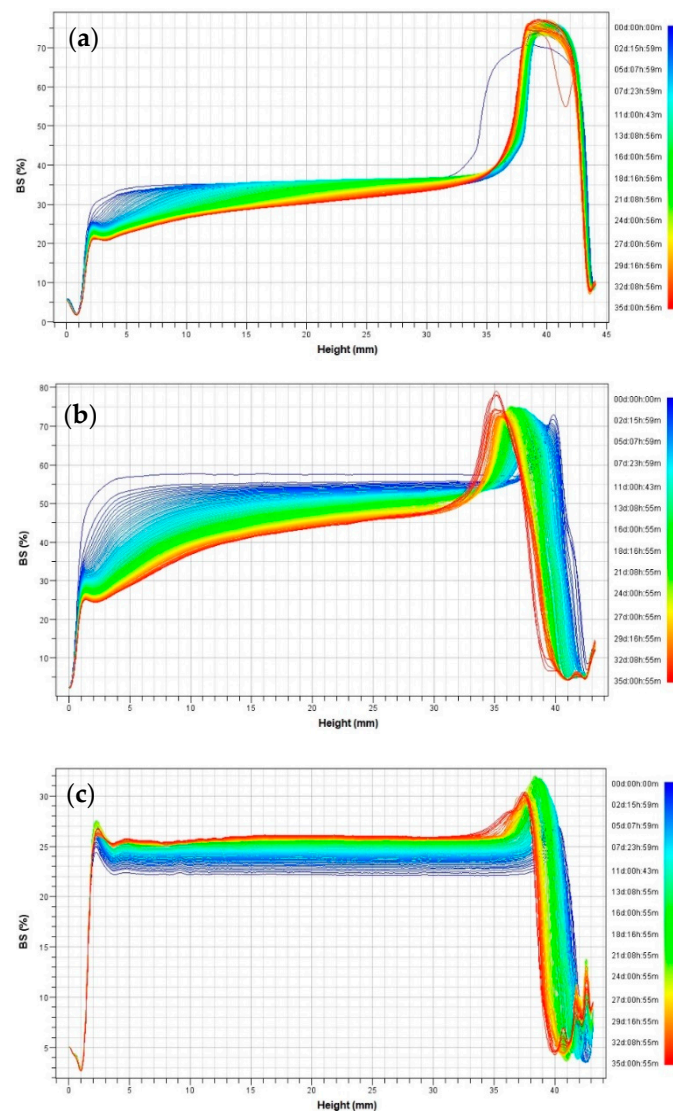 (a)
70
60
50
40
30
20
10
0
BS (%)
0 5 10 15 20 25 30 35 40 45
Height (mm)
00d:00h:00m
02d:15h:59m
05d:07h:59m
07d:23h:59m
11d:00h:43m
13d:08h:56m
16d:00h:56m
18d:16h:56m
21d:08h:56m
24d:00h:56m
27d:00h:56m
29d:16h:56m
32d:08h:56m
35d:00h:56m
(b)
80
70
60
50
40
30
20
10
BS (%)
0 5 10 15 20 25 30 35 40
Height (mm)
00d:00h:00m
02d:15h:59m
05d:07h:59m
07d:23h:59m
11d:00h:43m
13d:08h:55m
16d:00h:55m
18d:16h:55m
21d:08h:55m
24d:00h:55m
27d:00h:55m
29d:16h:55m
32d:08h:55m
35d:00h:55m
(c)
30
25
20
15
10
5
BS (%)
0 5 10 15 20 25 30 35 40
Height (mm)
00d:00h:00m
02d:15h:59m
05d:07h:59m
07d:23h:59m
11d:00h:43m
13d:08h:55m
16d:00h:55m
18d:16h:55m
21d:08h:55m
24d:00h:55m
27d:00h:55m
29d:16h:55m
32d:08h:55m
35d:00h:55m